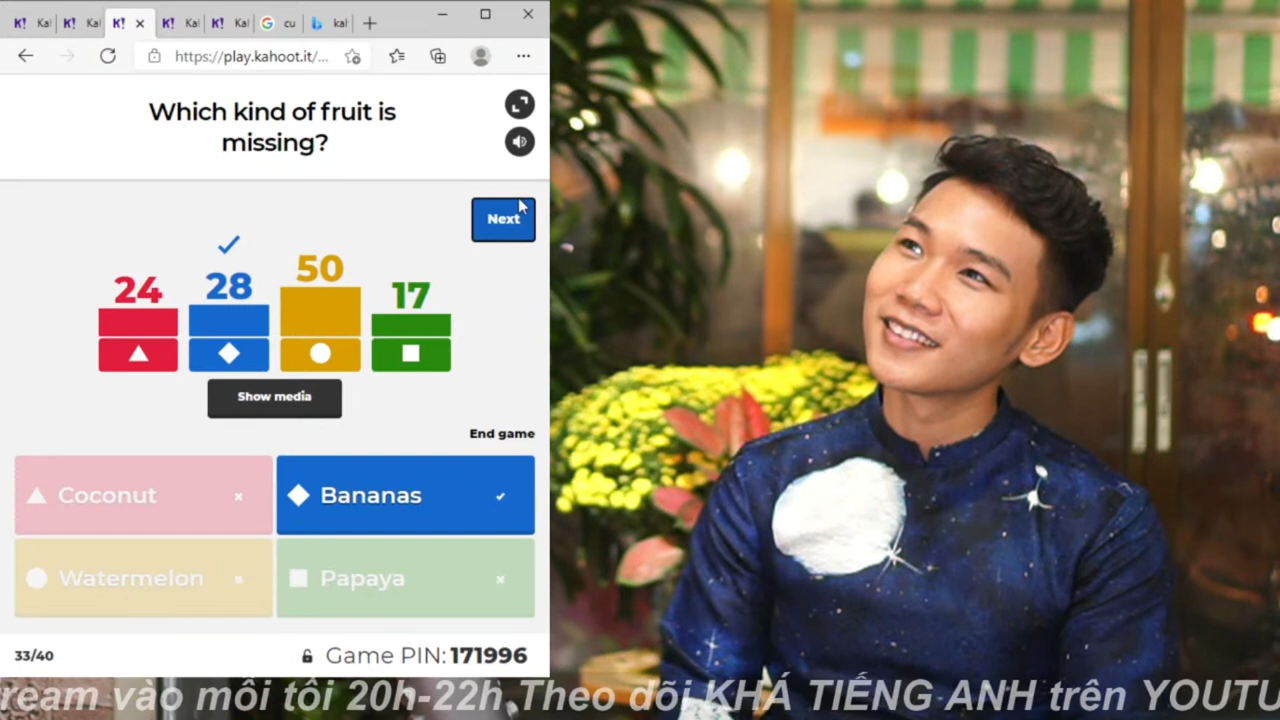 K! Kal
K! Kal
K!
K! Kal
K! Kal
cu
kal
https://play.kahoot.it/...
Which kind of fruit is
missing?
Next
24
28
50
17
Show media
End game
Coconut
Bananas
Watermelon
Papaya
33/40
Game PIN: 171996
ream vào mỗi tối 20h-22h. Theo dõi KHÁ TIẾNG ANH trên YOUTU